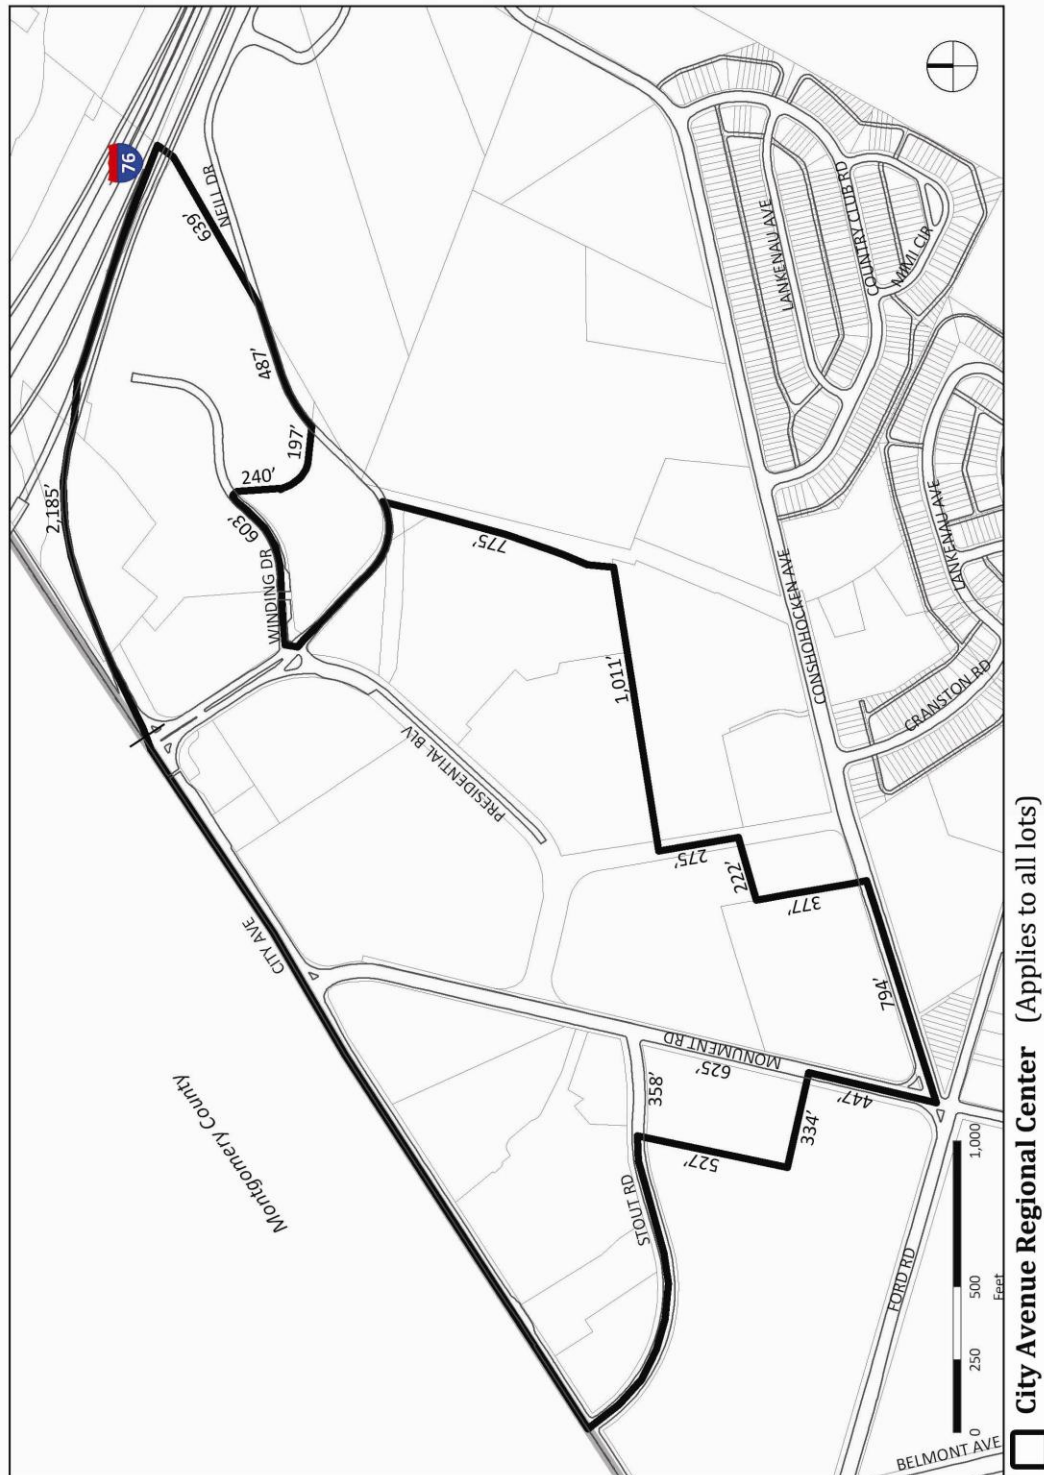 76
NEILL DR
639'
487'
197'
240'
603'
2,185'
WINDING DR
775'
1,011'
PRESIDENTIAL BLV
CITY AVE
Montgomery County
275'
222'
377'
794'
CONSHOHOCKEN AVE
LANKENAU AVE
COUNTRY CLUB RD
MIMI CIR
LANKENAU AVE
CRANSTON RD
MONUMENT RD
625'
358'
447'
334'
527'
STOUT RD
FORD RD
BELMONT AVE
0 250 500 1,000
Feet
City Avenue Regional Center (Applies to all lots)